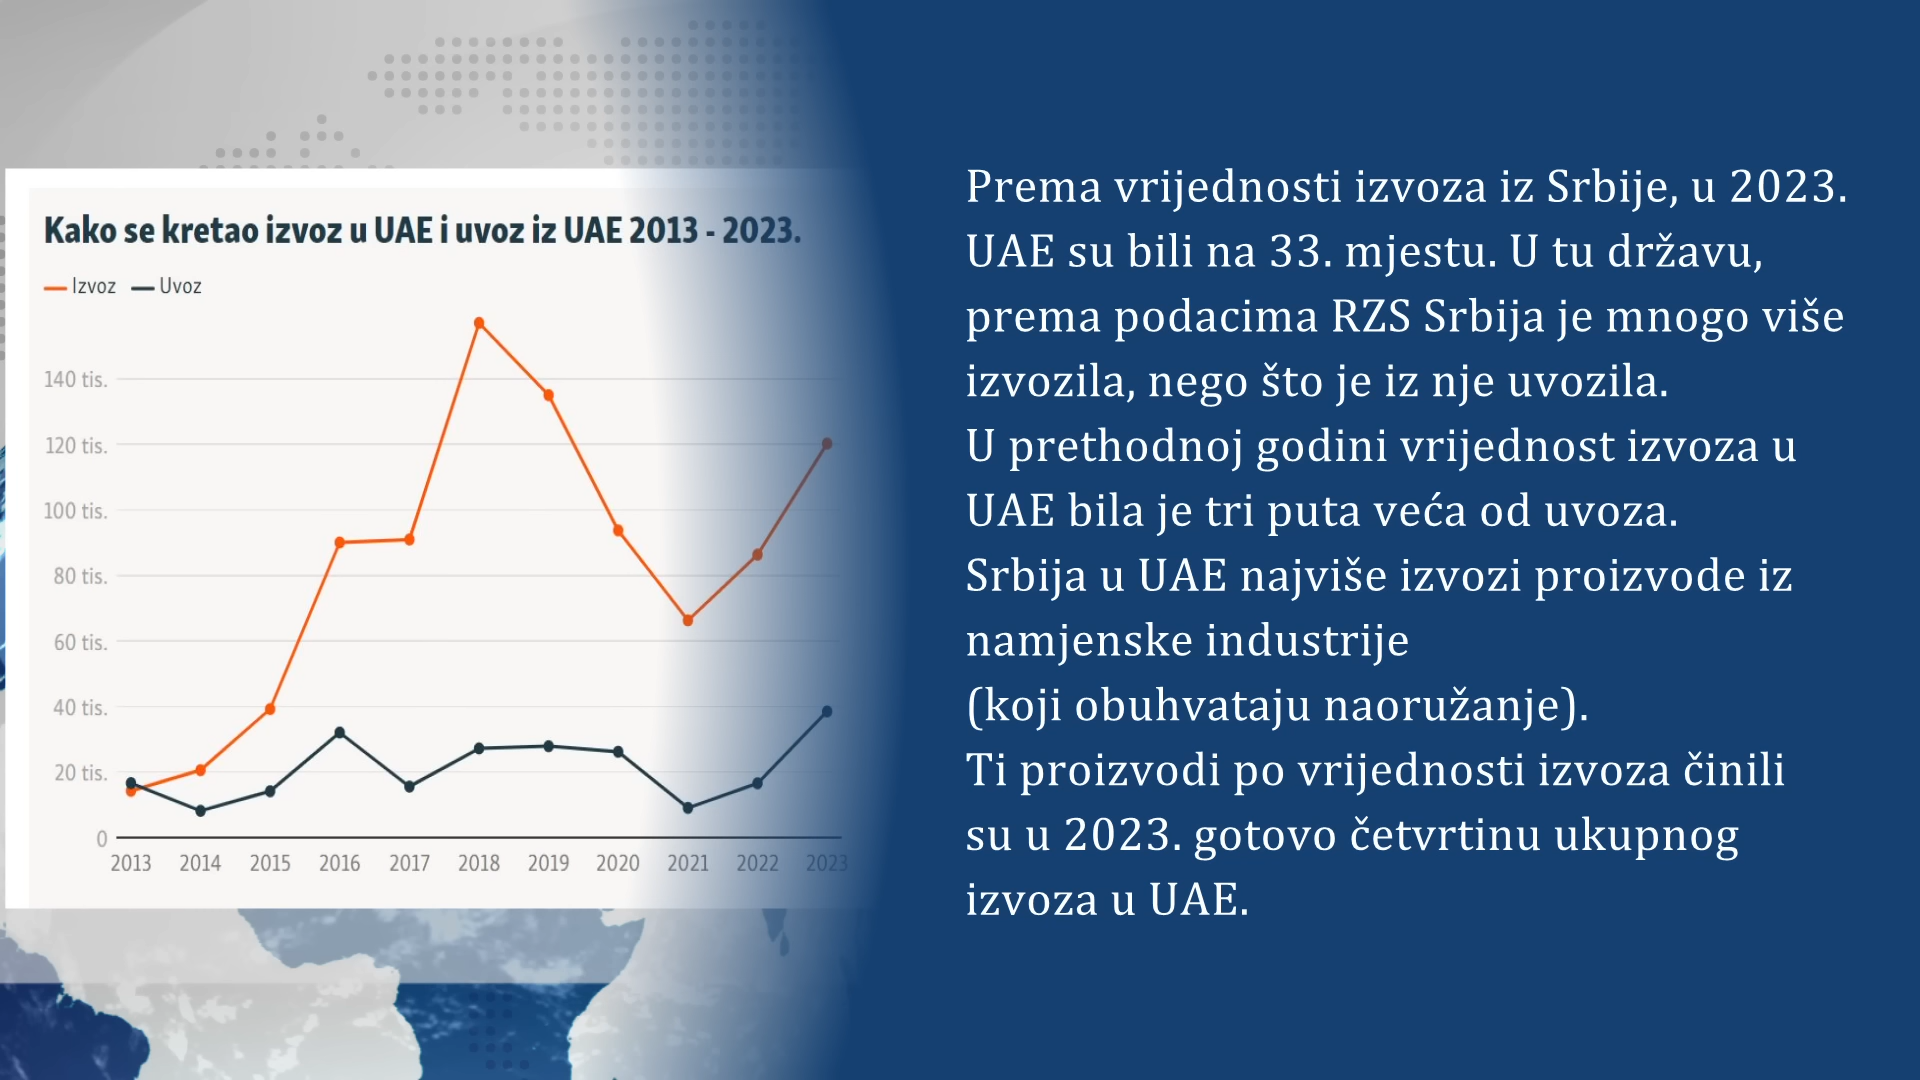 Kako se kretao izvoz u UAE i uvoz iz UAE 2013 - 2023.
Izvoz Uvoz
140 tis.
120 tis.
100 tis.
80 tis.
60 tis.
40 tis.
20 tis.
0
2013 2014 2015 2016 2017 2018 2019 2020 2021 2022 2023
Prema vrijednosti izvoza iz Srbije, u 2023.
UAE su bili na 33. mjestu. U tu državu,
prema podacima RZS Srbija je mnogo više
izvozila, nego što je iz nje uvozila.
U prethodnoj godini vrijednost izvoza u
UAE bila je tri puta veća od uvoza.
Srbija u UAE najviše izvozi proizvode iz
namjenske industrije
(koji obuhvataju naoružanje).
Ti proizvodi po vrijednosti izvoza činili
su u 2023. gotovo četvrtinu ukupnog
izvoza u UAE.